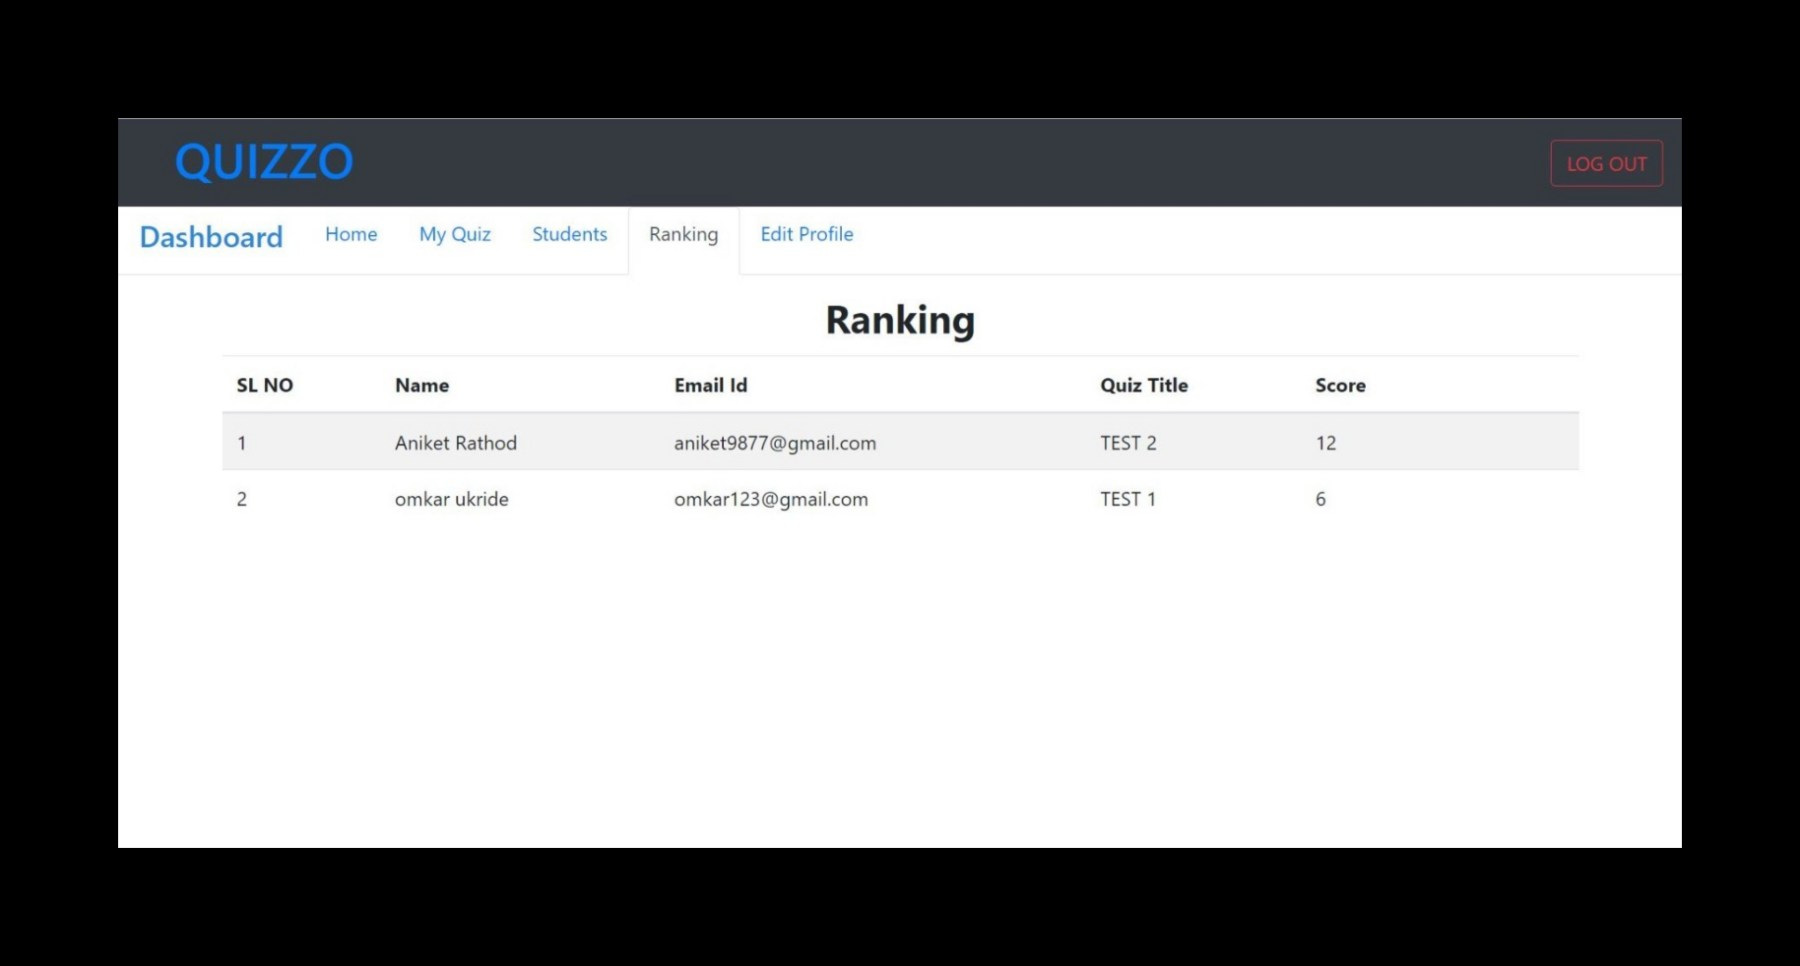 QUIZZO LOG OUT
Dashboard Home My Quiz Students Ranking Edit Profile
Ranking
SL NO Name Email Id Quiz Title Score
1 Aniket Rathod aniket9877@gmail.com TEST 2 12
2 omkar ukride omkar123@gmail.com TEST 1 6